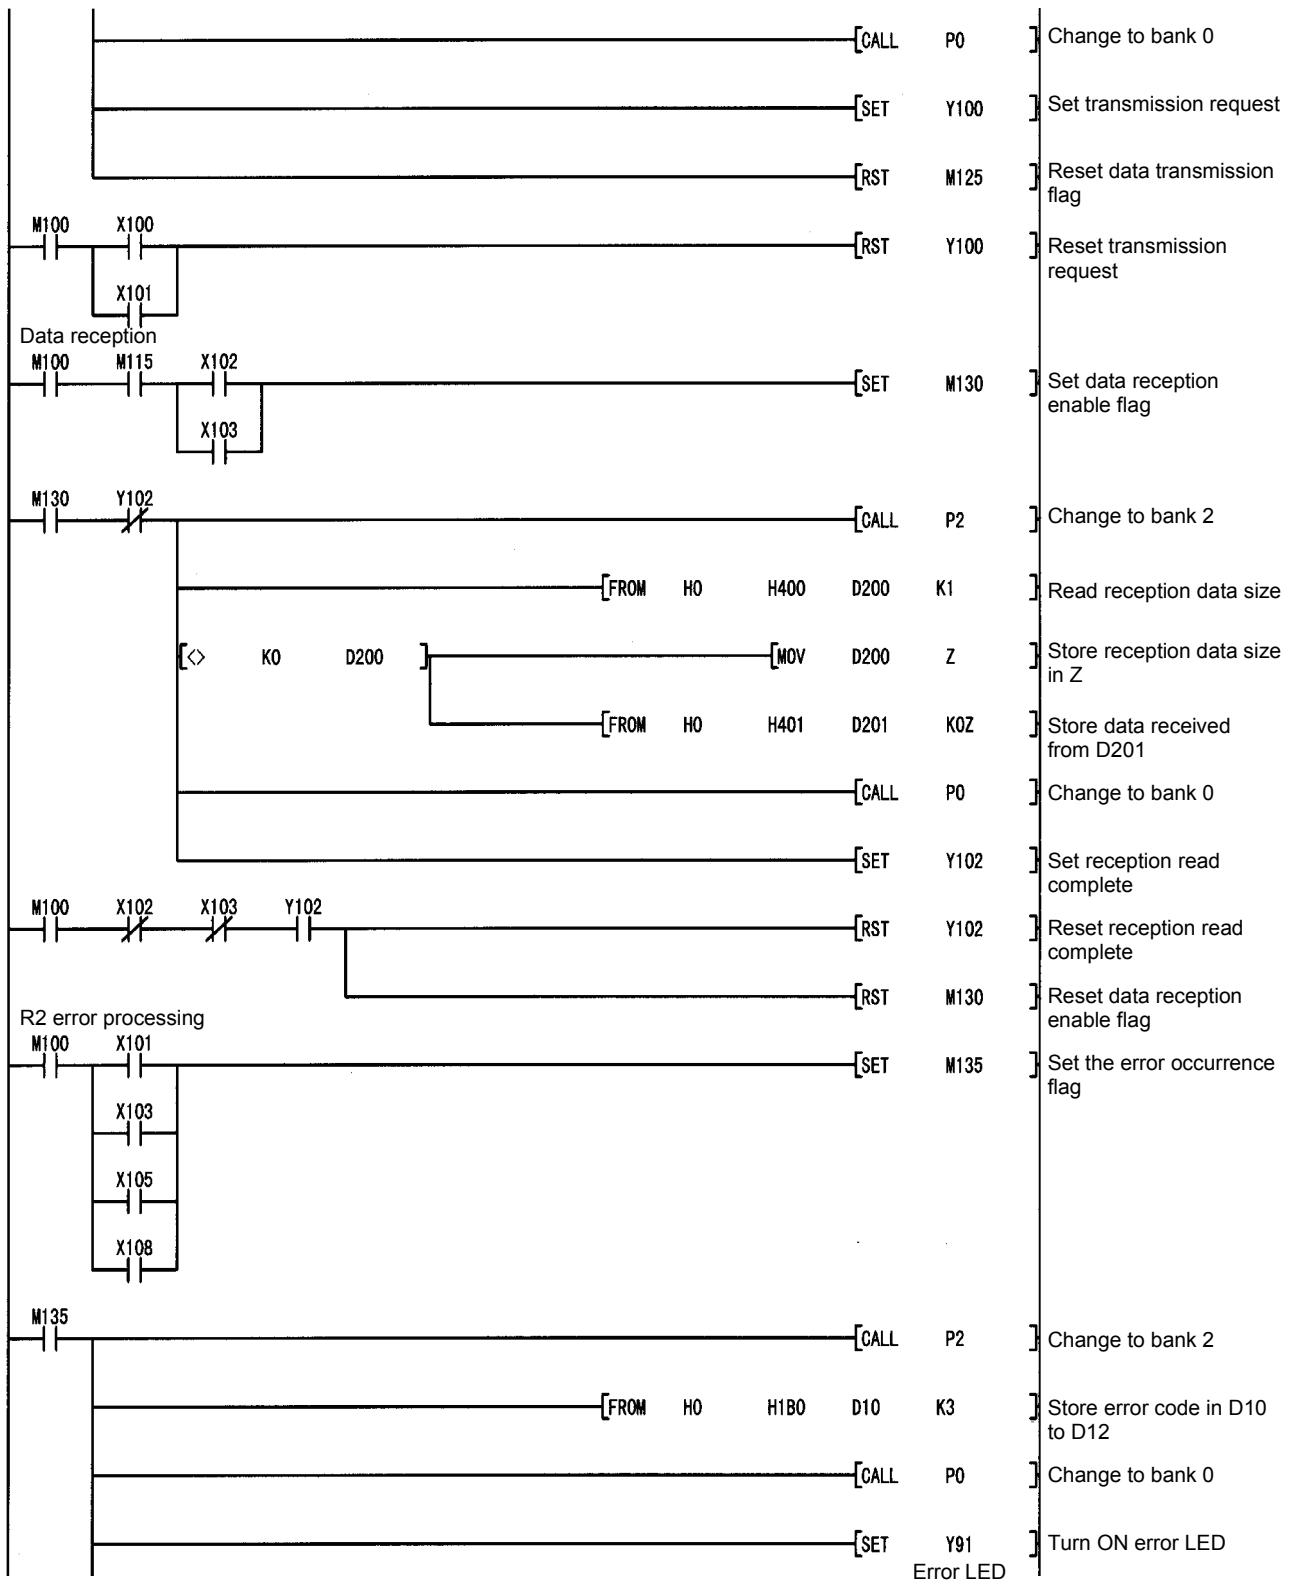 [CALL P0 ] Change to bank 0
[SET Y100 ] Set transmission request
[RST M125 ] Reset data transmission
flag
M100 X100
[RST Y100 ] Reset transmission
request
X101
Data reception
M100 M115 X102
[SET M130 ] Set data reception
enable flag
X103
M130 Y102
[CALL P2 ] Change to bank 2
[FROM H0 H400 D200 K1 ] Read reception data size
[<> K0 D200 ] [MOV D200 Z ] Store reception data size
in Z
[FROM H0 H401 D201 K0Z ] Store data received
from D201
[CALL P0 ] Change to bank 0
[SET Y102 ] Set reception read
complete
M100 X102 X103 Y102
[RST Y102 ] Reset reception read
complete
[RST M130 ] Reset data reception
enable flag
R2 error processing
M100 X101
[SET M135 ] Set the error occurrence
flag
X103
X105
X108
M135
[CALL P2 ] Change to bank 2
[FROM H0 H1B0 D10 K3 ] Store error code in D10
to D12
[CALL P0 ] Change to bank 0
[SET Y91 ] Turn ON error LED
Error LED